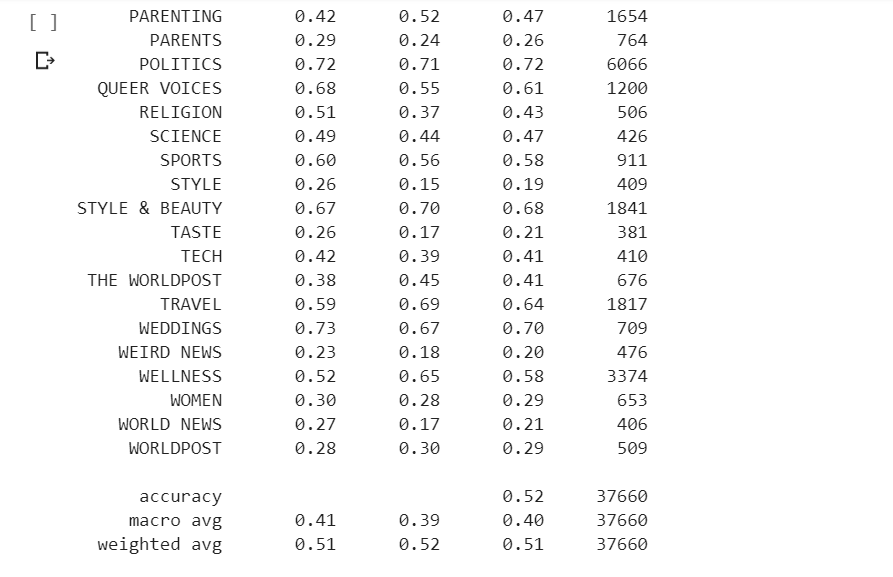 [ ] PARENTING 0.42 0.52 0.47 1654
PARENTS 0.29 0.24 0.26 764
POLITICS 0.72 0.71 0.72 6066
QUEER VOICES 0.68 0.55 0.61 1200
RELIGION 0.51 0.37 0.43 506
SCIENCE 0.49 0.44 0.47 426
SPORTS 0.60 0.56 0.58 911
STYLE 0.26 0.15 0.19 409
STYLE & BEAUTY 0.67 0.70 0.68 1841
TASTE 0.26 0.17 0.21 381
TECH 0.42 0.39 0.41 410
THE WORLDPOST 0.38 0.45 0.41 676
TRAVEL 0.59 0.69 0.64 1817
WEDDINGS 0.73 0.67 0.70 709
WEIRD NEWS 0.23 0.18 0.20 476
WELLNESS 0.52 0.65 0.58 3374
WOMEN 0.30 0.28 0.29 653
WORLD NEWS 0.27 0.17 0.21 406
WORLDPOST 0.28 0.30 0.29 509
accuracy 0.52 37660
macro avg 0.41 0.39 0.40 37660
weighted avg 0.51 0.52 0.51 37660